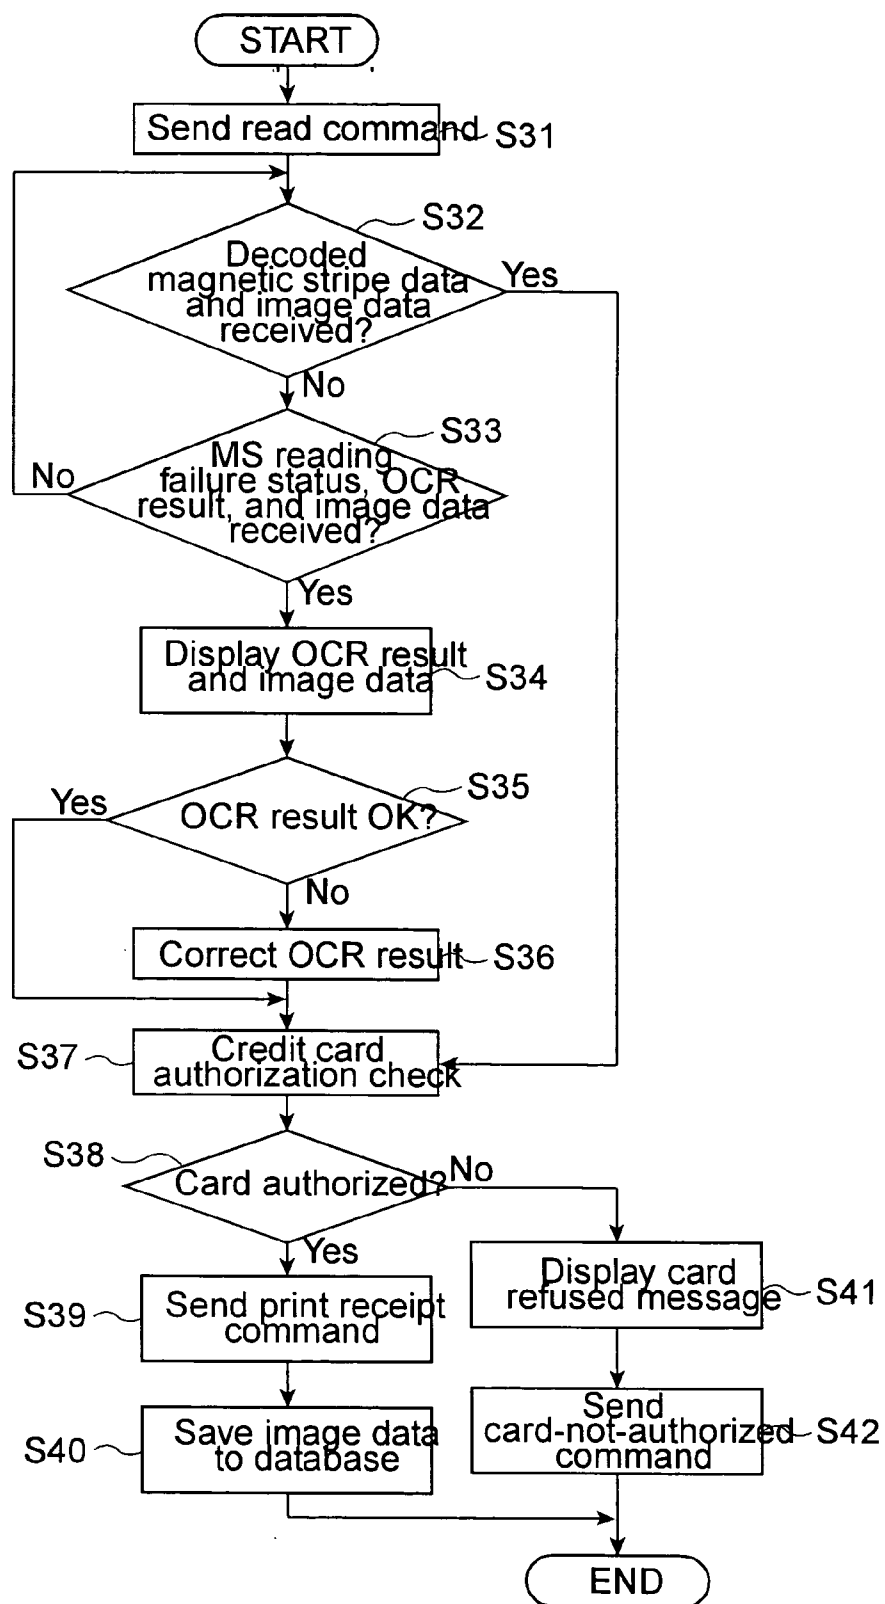 START
Send read command
S31
S32
Decoded
magnetic stripe data
and image data
received?
Yes
No
S33
MS reading
failure status, OCR
result, and image data
received?
No
Yes
Display OCR result
and image data
S34
S35
Yes
OCR result OK?
No
Correct OCR result
S36
S37
Credit card
authorization check
S38
Card authorized?
No
Yes
S39
Send print receipt
command
Display card
refused message
S41
S40
Save image data
to database
Send
card-not-authorized
command
S42
END